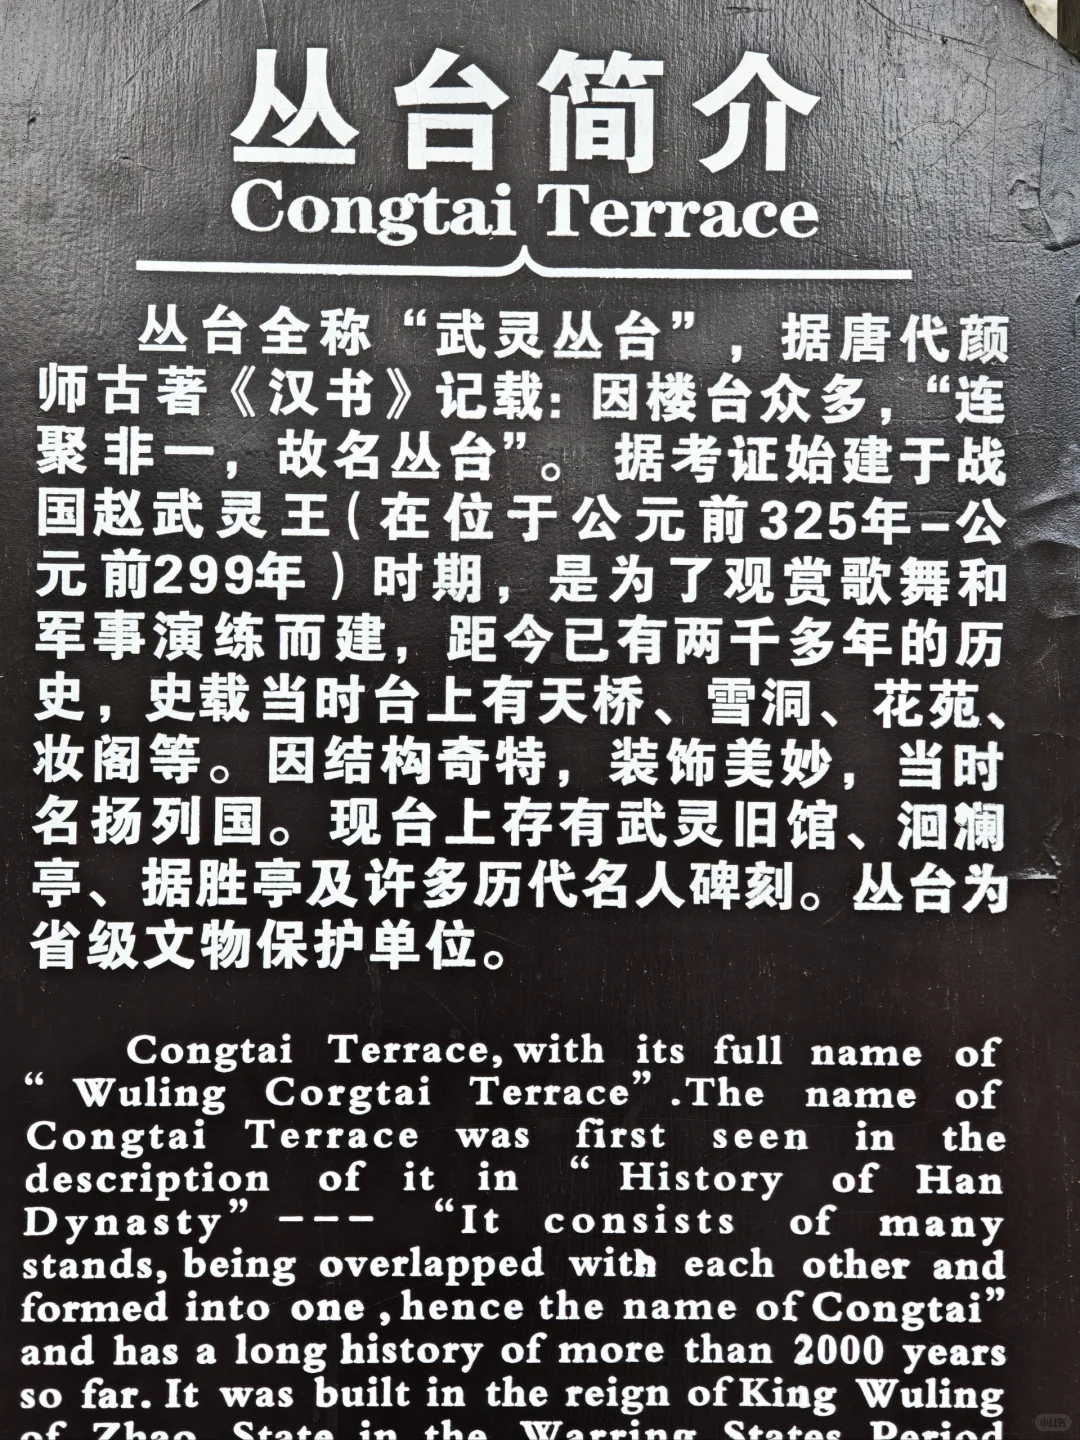 丛台简介
Congtai Terrace
丛台全称“武灵丛台”，据唐代颜
师古著《汉书》记载：因楼台众多，“连
聚非一，故名丛台”。据考证始建于战
国赵武灵王(在位于公元前325年-公
元前299年)时期，是为了观赏歌舞和
军事演练而建，距今已有两千多年的历
史，史载当时台上有天桥、雪洞、花苑、
妆阁等。因结构奇特，装饰美妙，当时
名扬列国。现台上存有武灵旧馆、洄澜
亭、据胜亭及许多历代名人碑刻。丛台为
省级文物保护单位。
Congtai Terrace, with its full name of
“Wuling Corgtai Terrace”.The name of
Congtai Terrace was first seen in the
description of it in “History of Han
Dynasty” --- “It consists of many
stands, being overlapped with each other and
formed into one ,hence the name of Congtai”
and has a long history of more than 2000 years
so far. It was built in the reign of King Wuling
of Zhao State in the Warring States Period
小红书